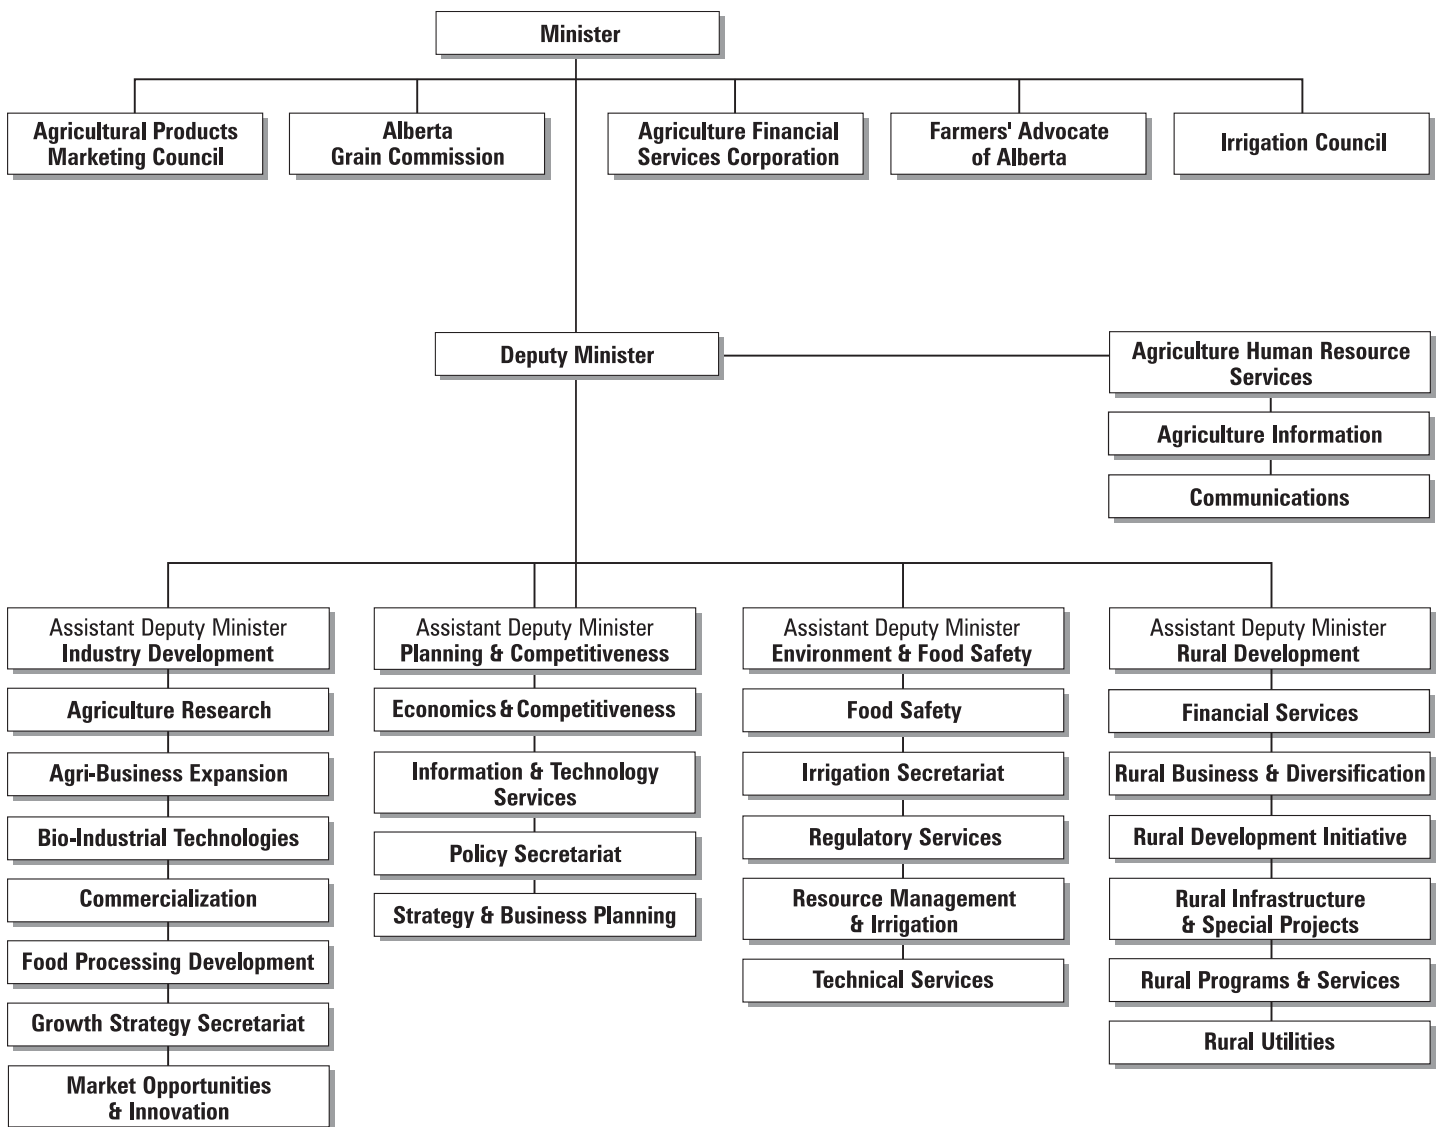 Minister
Agricultural Products
Marketing Council
Alberta
Grain Commission
Agriculture Financial
Services Corporation
Farmers' Advocate
of Alberta
Irrigation Council
Deputy Minister
Agriculture Human Resource
Services
Agriculture Information
Communications
Assistant Deputy Minister
Industry Development
Agriculture Research
Agri-Business Expansion
Bio-Industrial Technologies
Commercialization
Food Processing Development
Growth Strategy Secretariat
Market Opportunities
& Innovation
Assistant Deputy Minister
Planning & Competitiveness
Economics & Competitiveness
Information & Technology
Services
Policy Secretariat
Strategy & Business Planning
Assistant Deputy Minister
Environment & Food Safety
Food Safety
Irrigation Secretariat
Regulatory Services
Resource Management
& Irrigation
Technical Services
Assistant Deputy Minister
Rural Development
Financial Services
Rural Business & Diversification
Rural Development Initiative
Rural Infrastructure
& Special Projects
Rural Programs & Services
Rural Utilities